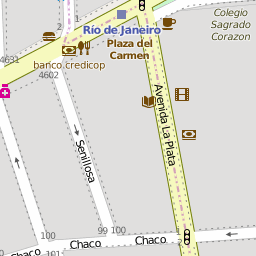 Colegio
Sagrado
Corazon
Río de Janeiro
Plaza del
Carmen
banco.credicop
4631
4602
Avenida La Plata
Senillosa
99 100
100
Chaco
Chaco